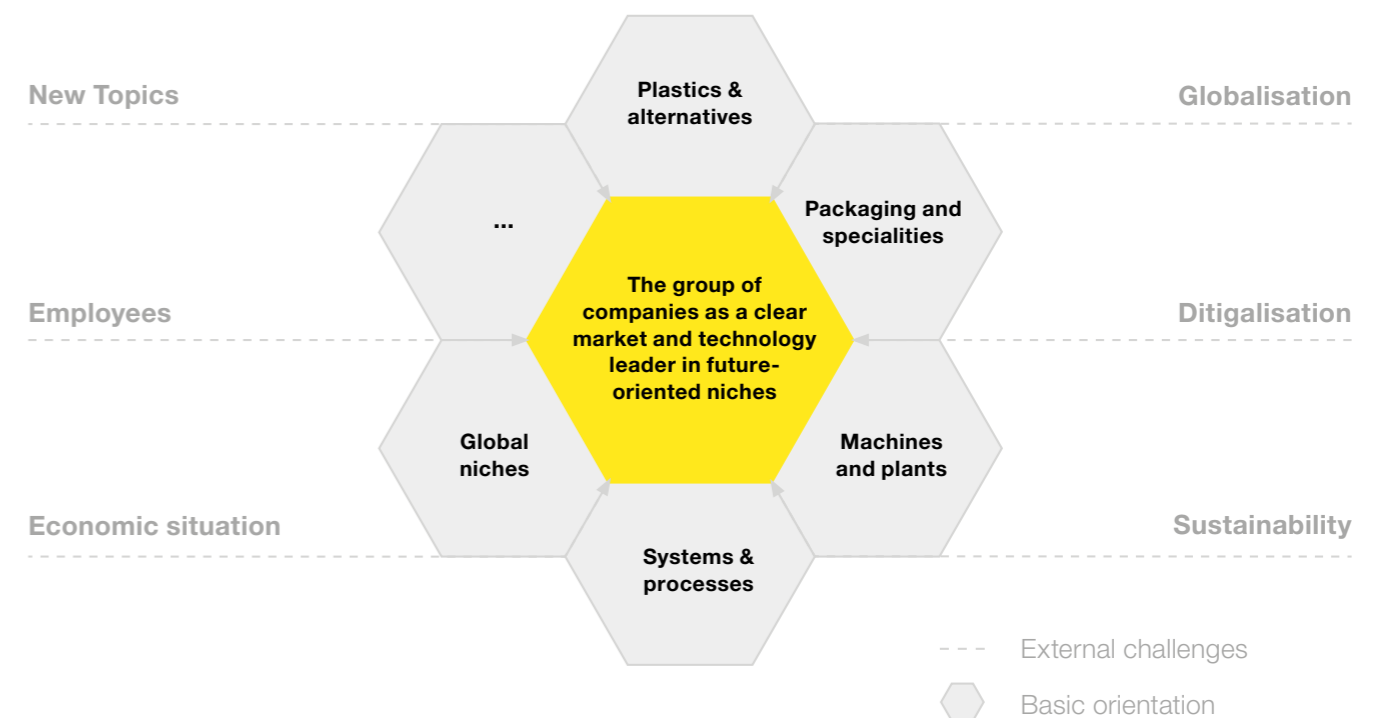 New Topics
Globalisation
Plastics &
alternatives
...
Packaging and
specialities
Employees
Ditigalisation
The group of
companies as a clear
market and technology
leader in future-
oriented niches
Global
niches
Machines
and plants
Economic situation
Sustainability
Systems &
processes
External challenges
Basic orientation